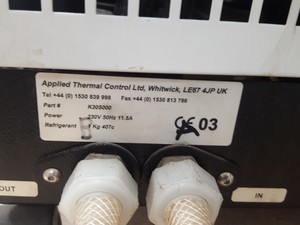 Applied Thermal Control Ltd, Whitwick, LE67 4JP UK
Tel +44 (0) 1530 839 998 Fax +44 (0) 1530 813 786
Part # K305000
Power 230V 50Hz 11.5A
Refrigerant Kg 407c
CE 03
OUT
IN